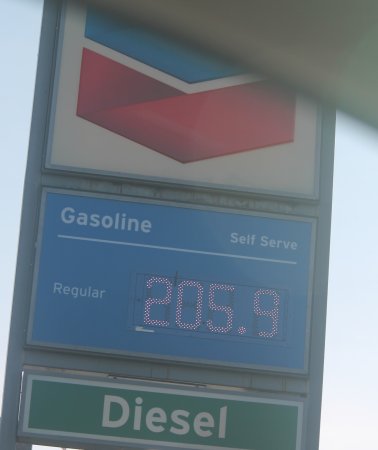 Gasoline
Self Serve
Regular 205.9
Diesel